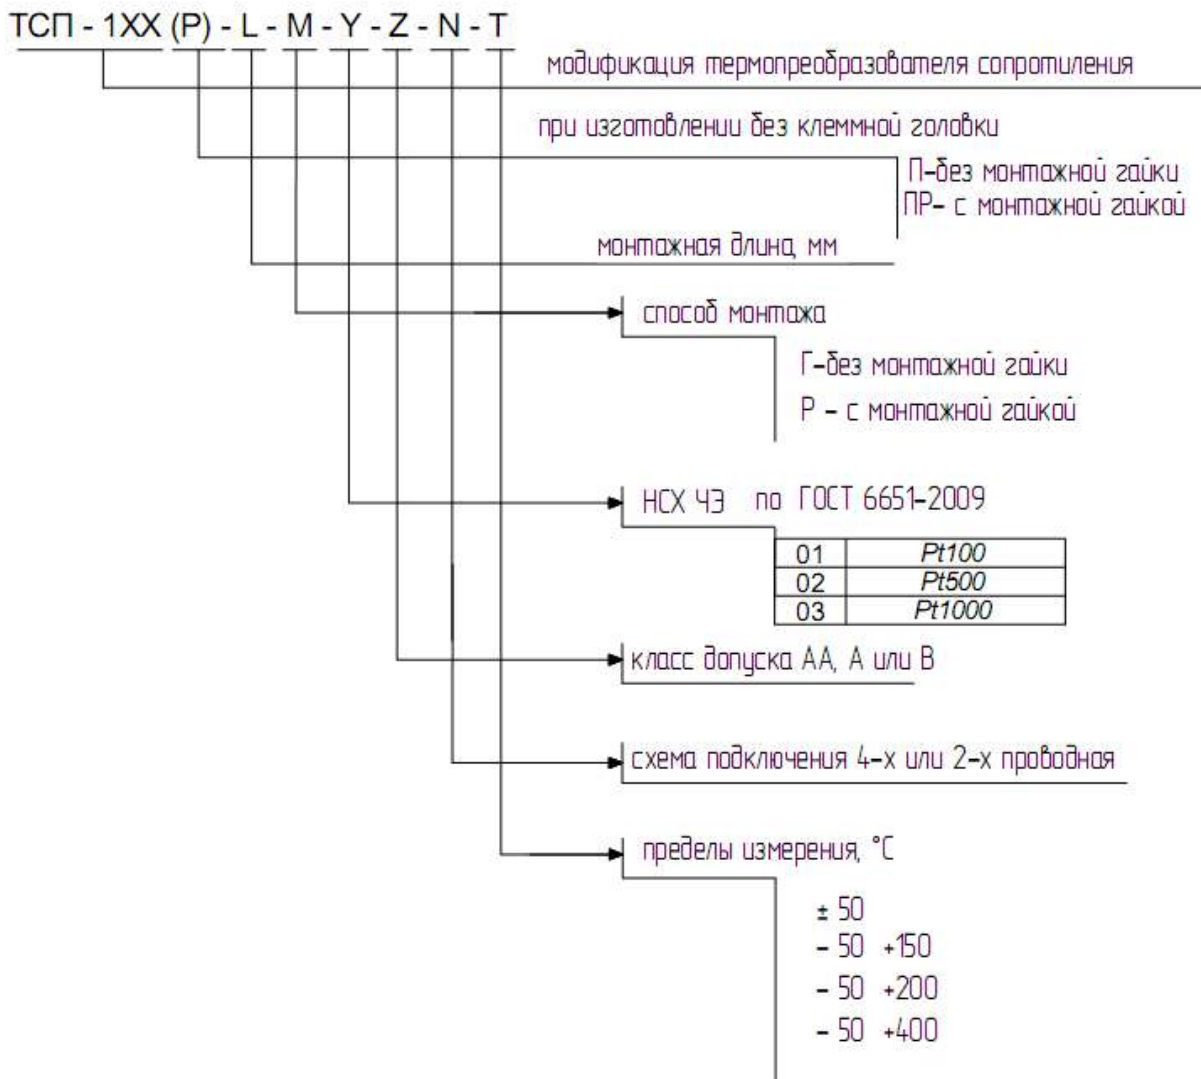 ТСП - 1ХХ (Р) - L - M - Y - Z - N - T
модификация термопреобразователя сопротиления
при изготовлении без клеммной головки
П-без монтажной гайки
ПР- с монтажной гайкой
монтажная длина, мм
способ монтажа
Г-без монтажной гайки
Р - с монтажной гайкой
НСХ ЧЭ по ГОСТ 6651-2009
01 Pt100
02 Pt500
03 Pt1000
класс допуска АА, А или В
схема подключения 4-х или 2-х проводная
пределы измерения, °С
± 50
- 50 +150
- 50 +200
- 50 +400